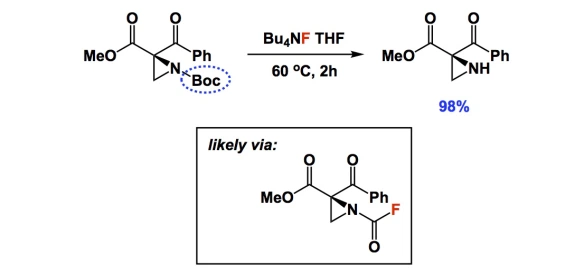 O O
MeO Ph
N
Boc
Bu4NF THF
60 ºC, 2h
O O
MeO Ph
NH
98%
likely via:
O O
MeO Ph
N F
O